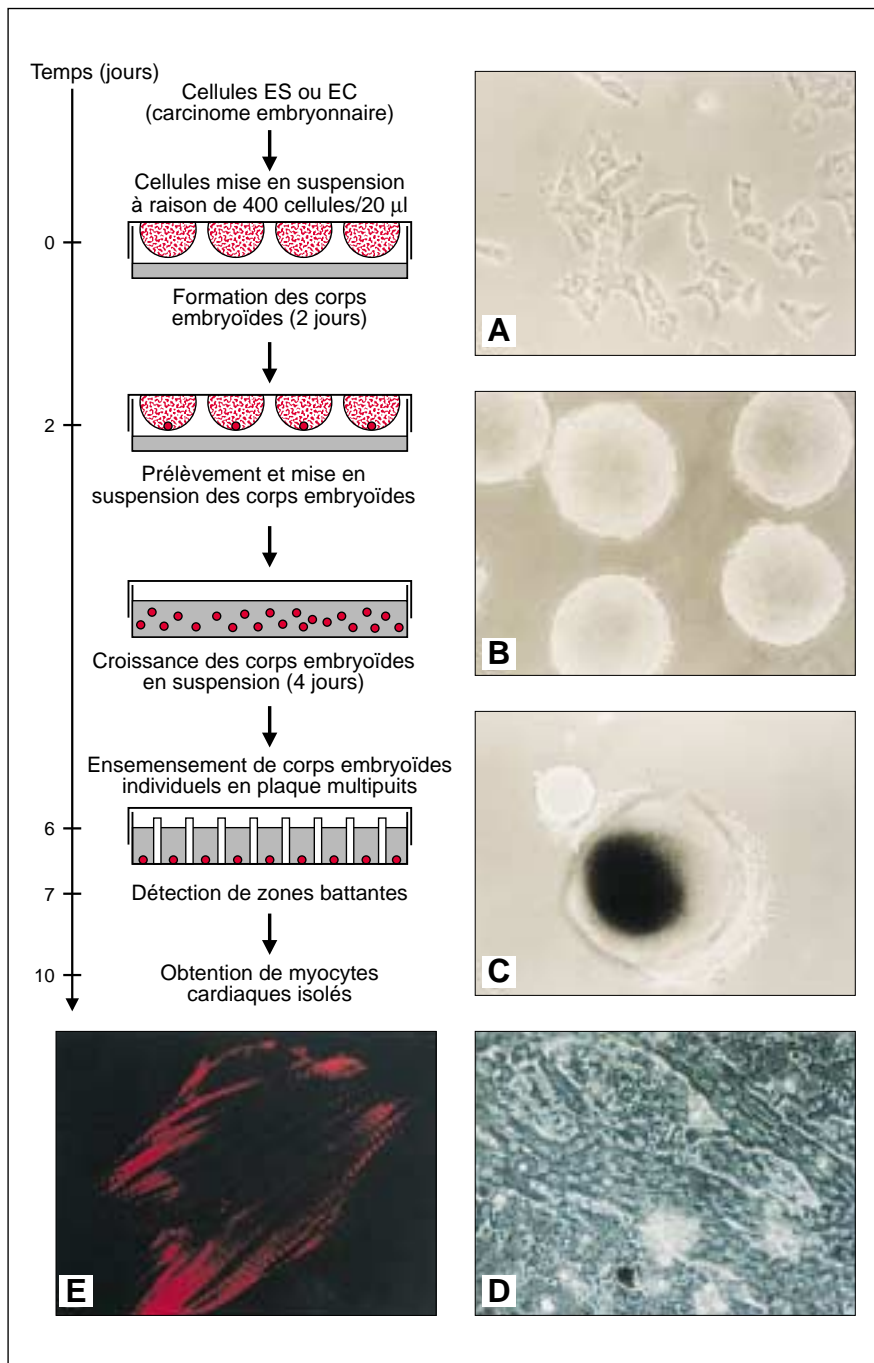 Temps (jours)
Cellules ES ou EC
(carcinome embryonnaire)
Cellules mise en suspension
à raison de 400 cellules/20 µl
0
Formation des corps
embryoïdes (2 jours)
2
Prélèvement et mise en
suspension des corps embryoïdes
Croissance des corps embryoïdes
en suspension (4 jours)
Ensemensement de corps embryoïdes
individuels en plaque multipuits
6
7
Détection de zones battantes
10
Obtention de myocytes
cardiaques isolés
A
B
C
E
D